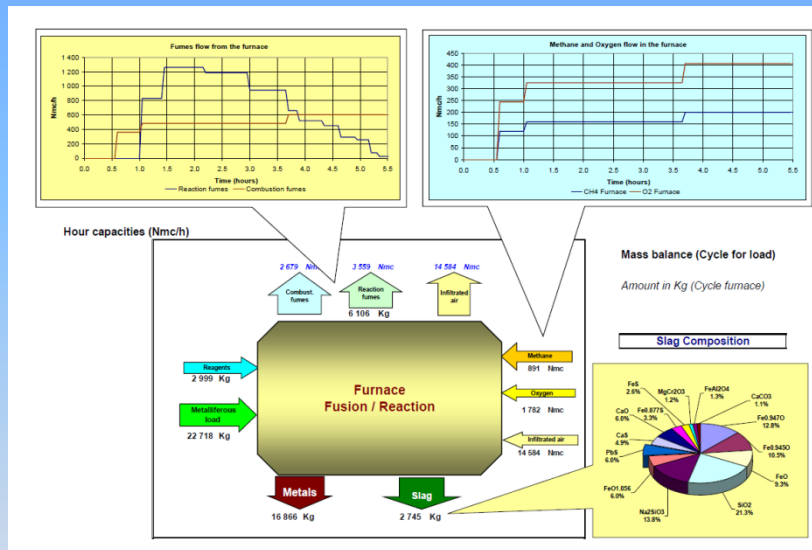 Fumes flow from the furnace
Nmc/h
1 400
1 200
1 000
800
600
400
200
0
0.0 0.5 1.0 1.5 2.0 2.5 3.0 3.5 4.0 4.5 5.0 5.5
Time (hours)
Reaction fumes Combustion fumes
Methane and Oxygen flow in the furnace
Nmc/h
450
400
350
300
250
200
150
100
50
0
0.0 0.5 1.0 1.5 2.0 2.5 3.0 3.5 4.0 4.5 5.0 5.5
Time (hours)
CH4 Furnace O2 Furnace
Hour capacities (Nmc/h)
Mass balance (Cycle for load)
Amount in Kg (Cycle furnace)
2 679 Nmc
3 559 Nmc
14 584 Nmc
Combust.
fumes
Reaction
fumes
Infiltrated
air
6 106 Kg
Reagents
2 999 Kg
Metalliferous
load
22 718 Kg
Furnace
Fusion / Reaction
Methane
891 Nmc
Oxygen
1 782 Nmc
Infiltrated air
14 584 Nmc
Metals
16 866 Kg
Slag
2 745 Kg
Slag Composition
FeS
2.6%
MgCr2O3
1.2%
FeAl2O4
1.3%
CaCO3
1.1%
CaO
6.0%
Fe0.877S
3.3%
Fe0.947O
12.8%
CaS
4.9%
Fe0.945O
10.3%
PbS
6.0%
FeO
9.3%
FeO1.056
6.0%
Na2SiO3
13.8%
SiO2
21.3%